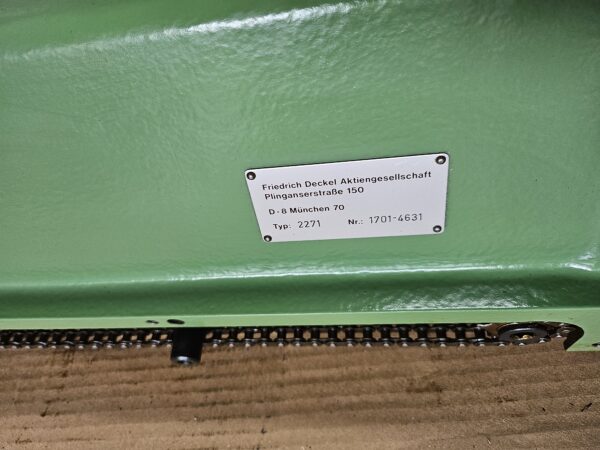 Friedrich Deckel Aktiengesellschaft
Plinganserstraße 150
D-8 München 70
Typ: 2271 Nr.: 1701-4631